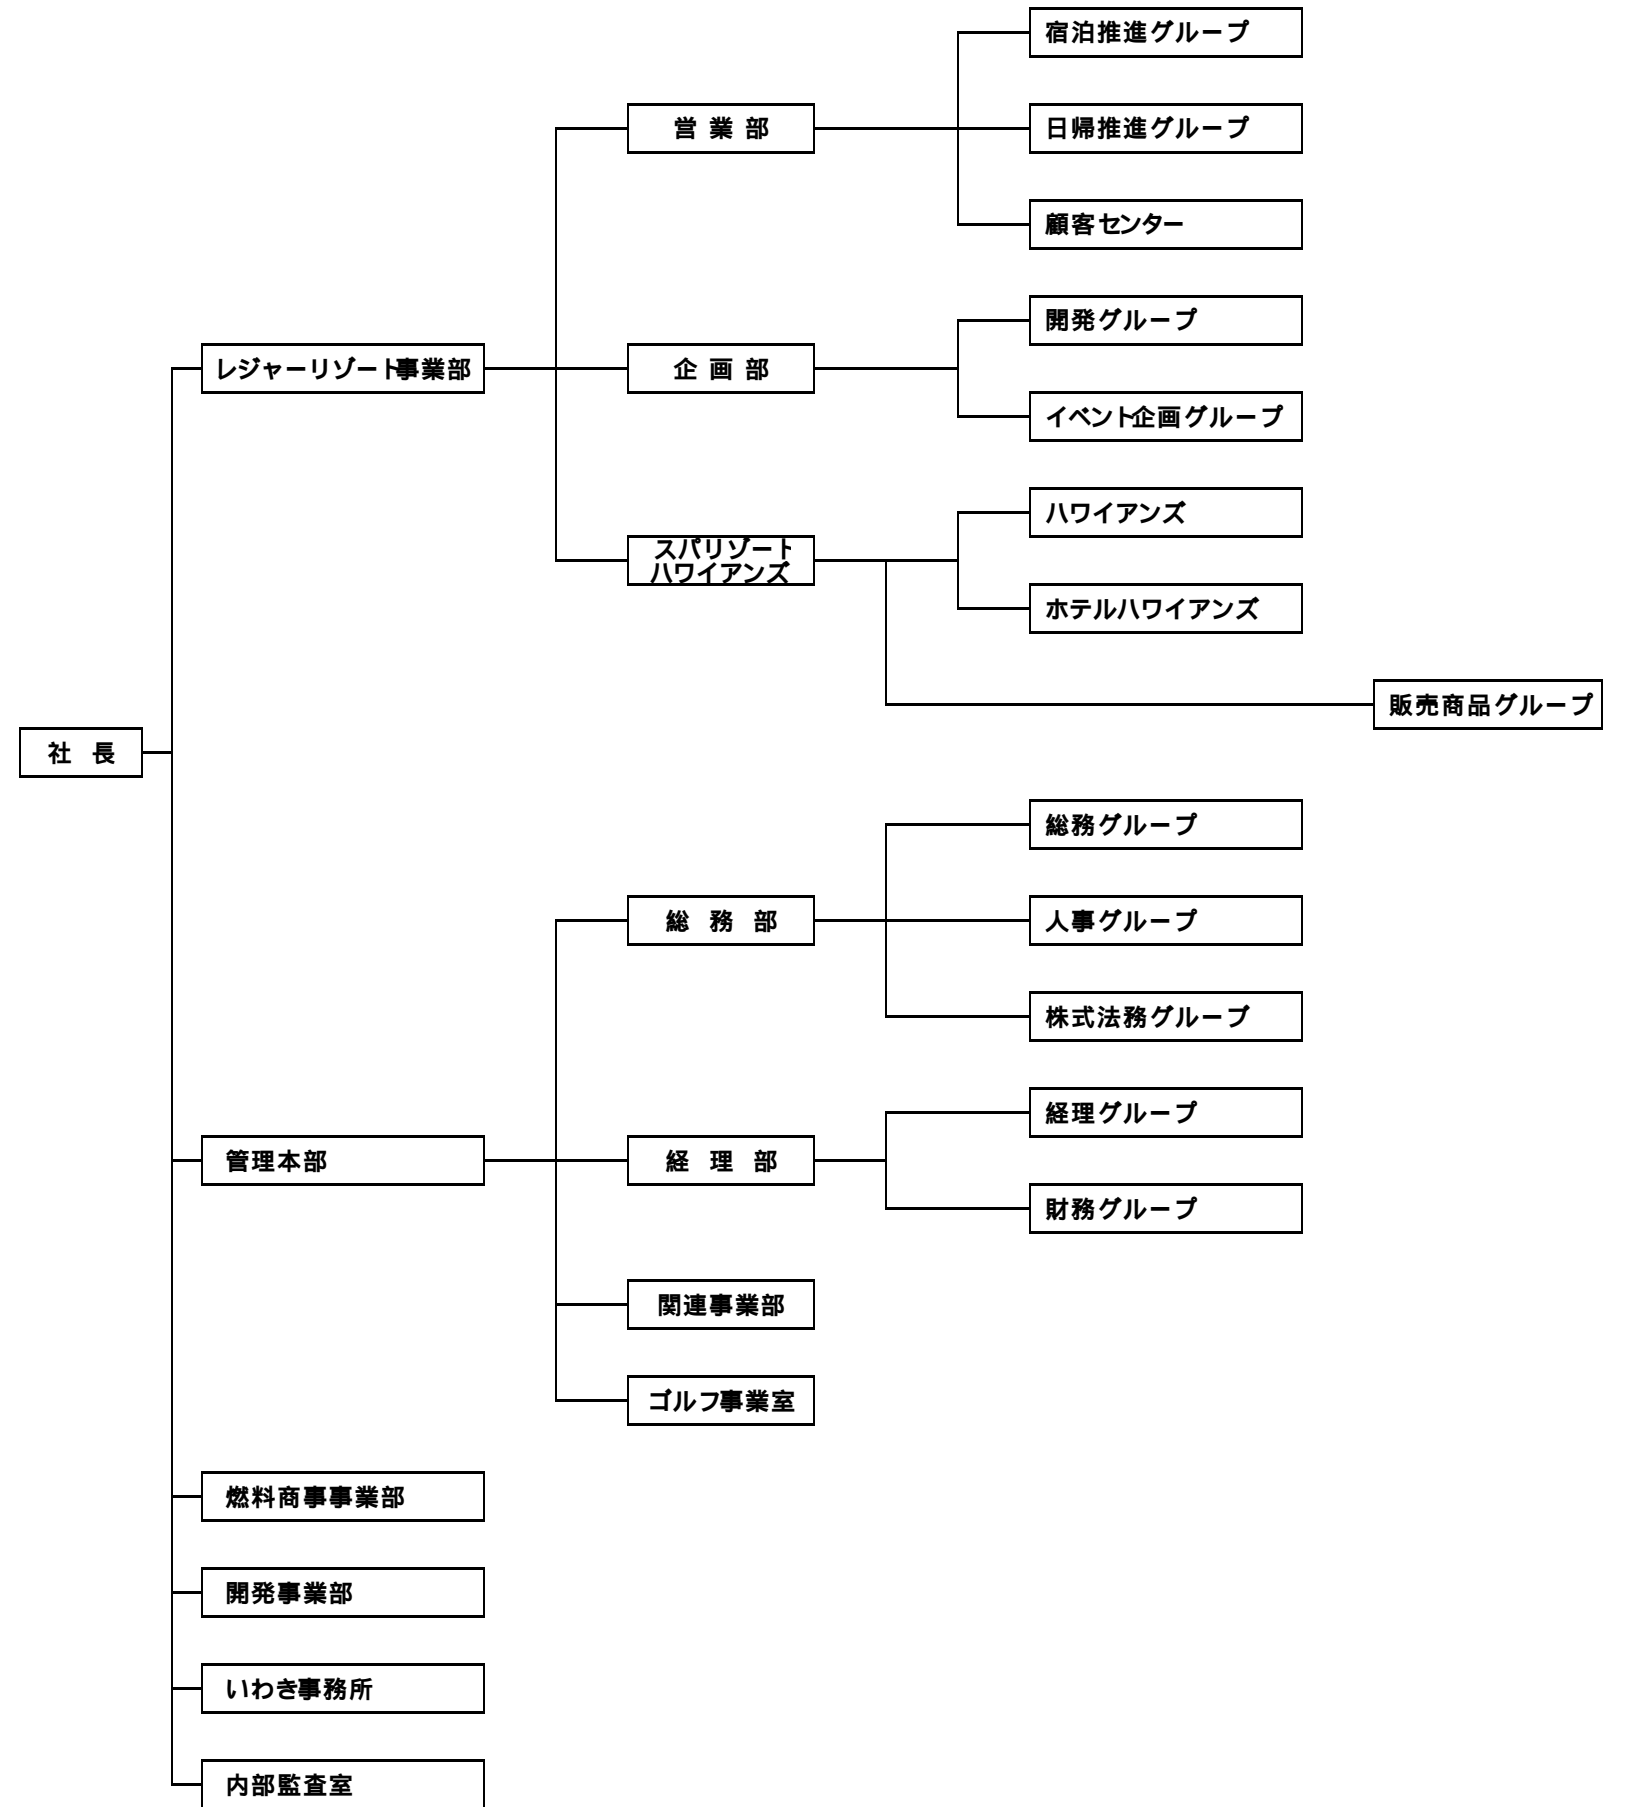 宿泊推進グループ
営業部
日帰推進グループ
顧客センター
開発グループ
レジャーリゾート事業部
企画部
イベント企画グループ
ハワイアンズ
スパリゾート
ハワイアンズ
ホテルハワイアンズ
販売商品グループ
社長
総務グループ
総務部
人事グループ
株式法務グループ
経理グループ
管理本部
経理部
財務グループ
関連事業部
ゴルフ事業室
燃料商事事業部
開発事業部
いわき事務所
内部監査室